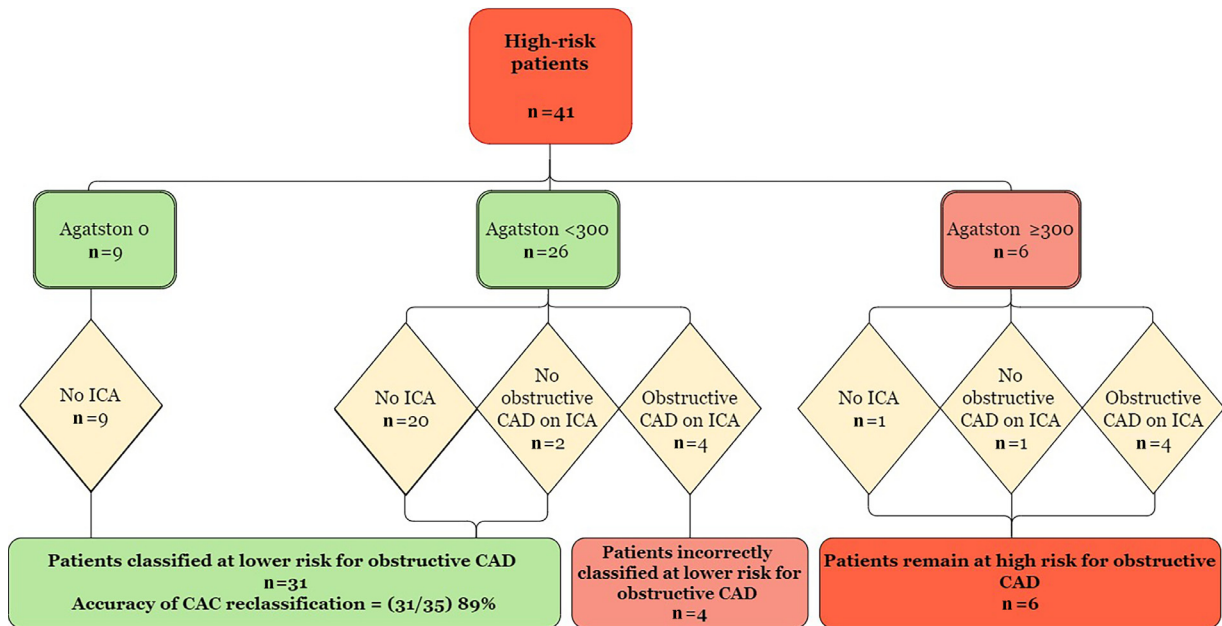 High-risk
patients
n=41
Agatston 0
n=9
Agatston <300
n=26
Agatston ≥300
n=6
No ICA
n=9
No ICA
n=20
No
obstructive
CAD on ICA
n=2
Obstructive
CAD on ICA
n=4
No ICA
n=1
No
obstructive
CAD on ICA
n=1
Obstructive
CAD on ICA
n=4
Patients classified at lower risk for obstructive CAD
n=31
Accuracy of CAC reclassification = (31/35) 89%
Patients incorrectly
classified at lower risk for
obstructive CAD
n=4
Patients remain at high risk for obstructive
CAD
n=6